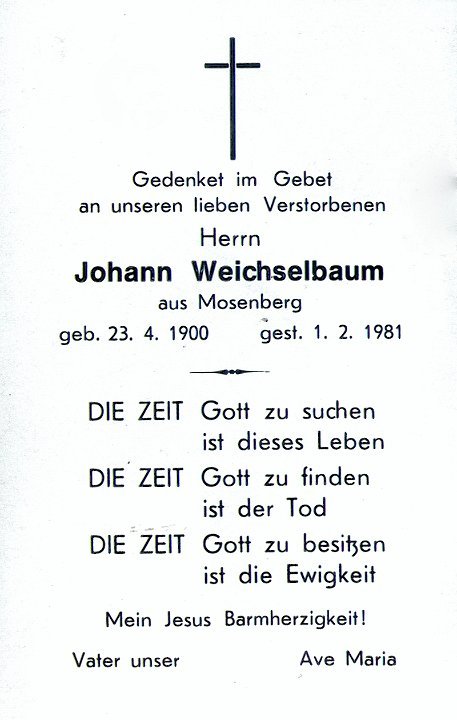 Gedenket im Gebet
an unseren lieben Verstorbenen
Herrn
Johann Weichselbaum
aus Mosenberg
geb. 23. 4. 1900 gest. 1. 2. 1981
DIE ZEIT Gott zu suchen
ist dieses Leben
DIE ZEIT Gott zu finden
ist der Tod
DIE ZEIT Gott zu besitzen
ist die Ewigkeit
Mein Jesus Barmherzigkeit!
Vater unser Ave Maria